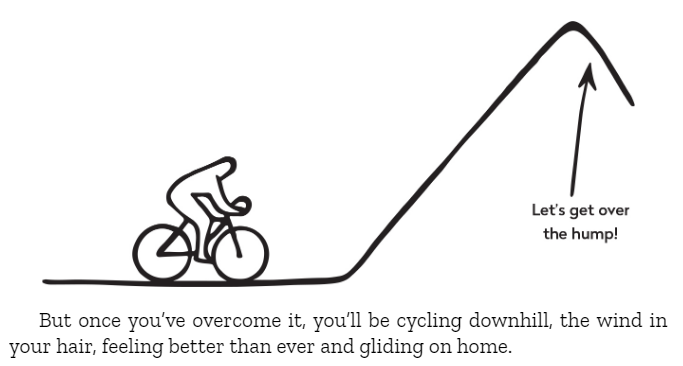 Let's get over
the hump!
But once you've overcome it, you'll be cycling downhill, the wind in
your hair, feeling better than ever and gliding on home.